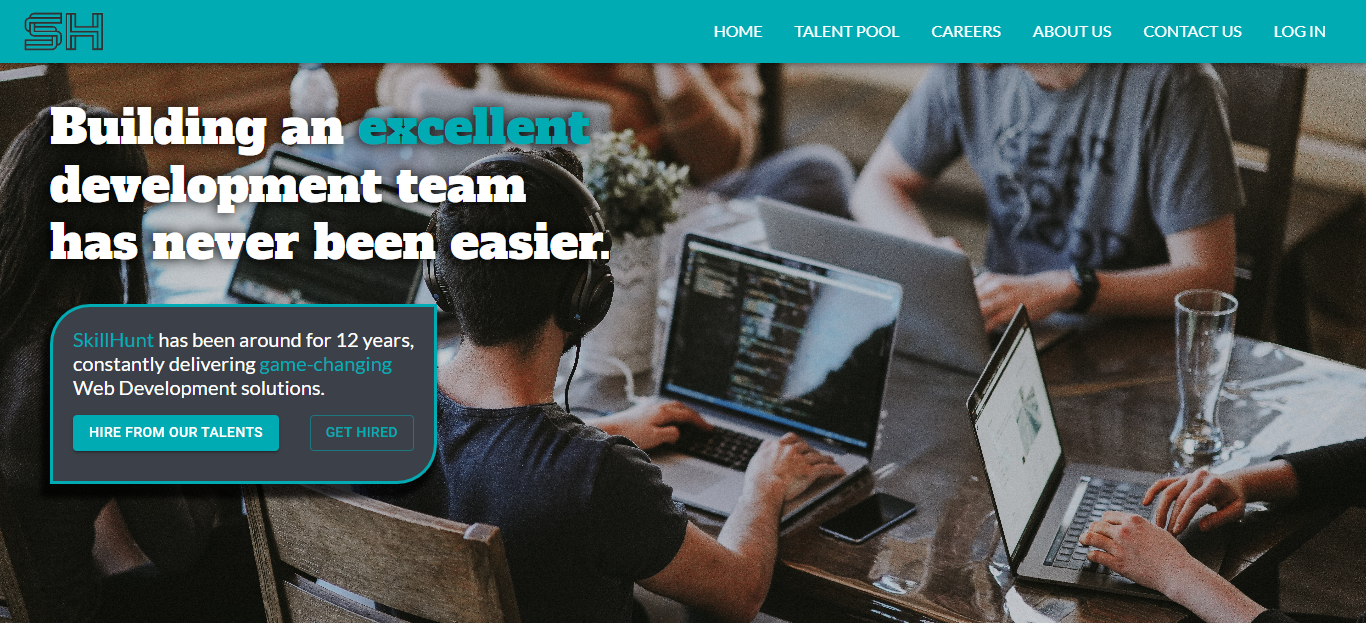 SH
HOME TALENT POOL CAREERS ABOUT US CONTACT US LOG IN
Building an excellent
development team
has never been easier.
SkillHunt has been around for 12 years,
constantly delivering game-changing
Web Development solutions.
HIRE FROM OUR TALENTS GET HIRED